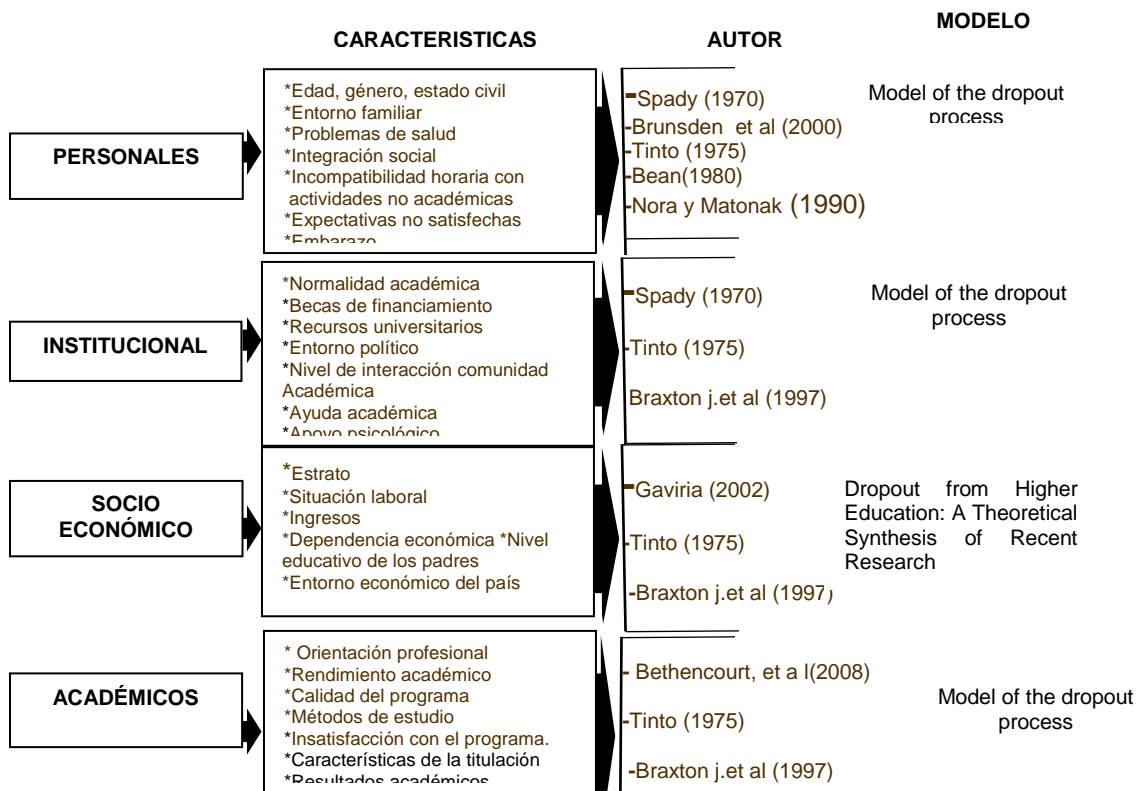 CARACTERISTICAS
AUTOR
MODELO
PERSONALES
*Edad, género, estado civil
*Entorno familiar
*Problemas de salud
*Integración social
*Incompatibilidad horaria con
actividades no académicas
*Expectativas no satisfechas
*Embarazo
-Spady (1970)
-Brunsden et al (2000)
-Tinto (1975)
-Bean(1980)
-Nora y Matonak (1990)
Model of the dropout
process
INSTITUCIONAL
*Normalidad académica
*Becas de financiamiento
*Recursos universitarios
*Entorno político
*Nivel de interacción comunidad
Académica
*Ayuda académica
*Apoyo psicológico
-Spady (1970)
-Tinto (1975)
Braxton j.et al (1997)
Model of the dropout
process
SOCIO
ECONÓMICO
*Estrato
*Situación laboral
*Ingresos
*Dependencia económica *Nivel
educativo de los padres
*Entorno económico del país
-Gaviria (2002)
-Tinto (1975)
-Braxton j.et al (1997)
Dropout from Higher
Education: A Theoretical
Synthesis of Recent
Research
ACADÉMICOS
* Orientación profesional
*Rendimiento académico
*Calidad del programa
*Métodos de estudio
*Insatisfacción con el programa.
*Características de la titulación
*Resultados académicos
- Bethencourt, et a l(2008)
-Tinto (1975)
-Braxton j.et al (1997)
Model of the dropout
process